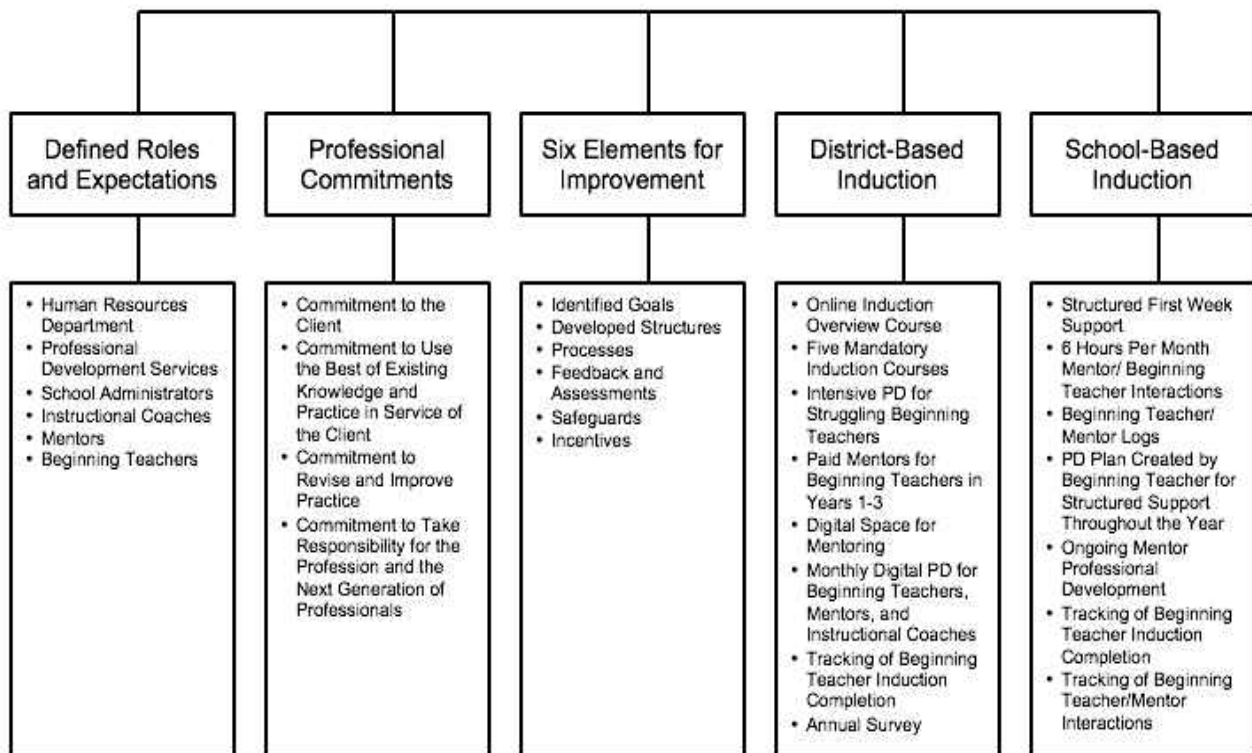 Defined Roles
and Expectations
Professional
Commitments
Six Elements for
Improvement
District-Based
Induction
School-Based
Induction
• Human Resources
Department
• Professional
Development Services
• School Administrators
• Instructional Coaches
• Mentors
• Beginning Teachers
• Commitment to the
Client
• Commitment to Use
the Best of Existing
Knowledge and
Practice in Service of
the Client
• Commitment to
Revise and Improve
Practice
• Commitment to Take
Responsibility for the
Profession and the
Next Generation of
Professionals
• Identified Goals
• Developed Structures
• Processes
• Feedback and
Assessments
• Safeguards
• Incentives
• Online Induction
Overview Course
• Five Mandatory
Induction Courses
• Intensive PD for
Struggling Beginning
Teachers
• Paid Mentors for
Beginning Teachers in
Years 1-3
• Digital Space for
Mentoring
• Monthly Digital PD for
Beginning Teachers,
Mentors, and
Instructional Coaches
• Tracking of Beginning
Teacher Induction
Completion
• Annual Survey
• Structured First Week
Support
• 6 Hours Per Month
Mentor/ Beginning
Teacher Interactions
• Beginning Teacher/
Mentor Logs
• PD Plan Created by
Beginning Teacher for
Structured Support
Throughout the Year
• Ongoing Mentor
Professional
Development
• Tracking of Beginning
Teacher Induction
Completion
• Tracking of Beginning
Teacher/Mentor
Interactions